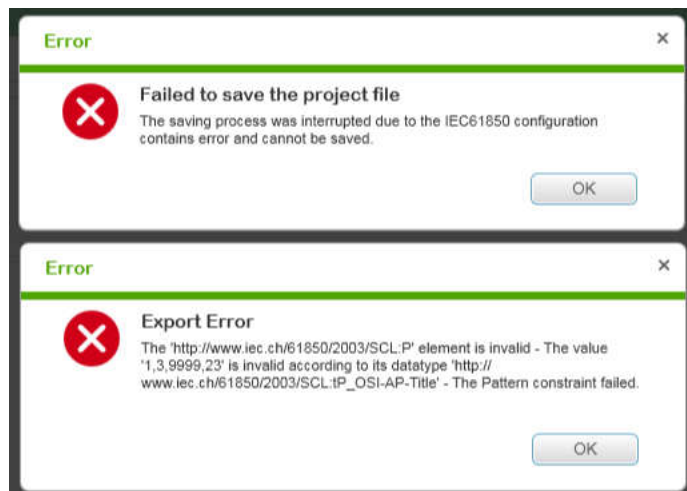 Error
Failed to save the project file
The saving process was interrupted due to the IEC61850 configuration
contains error and cannot be saved.
OK
Error
Export Error
The 'http://www.iec.ch/61850/2003/SCL:P' element is invalid - The value
'1,3,9999,23' is invalid according to its datatype 'http://
www.iec.ch/61850/2003/SCL:tP_OSI-AP-Title' - The Pattern constraint failed.
OK